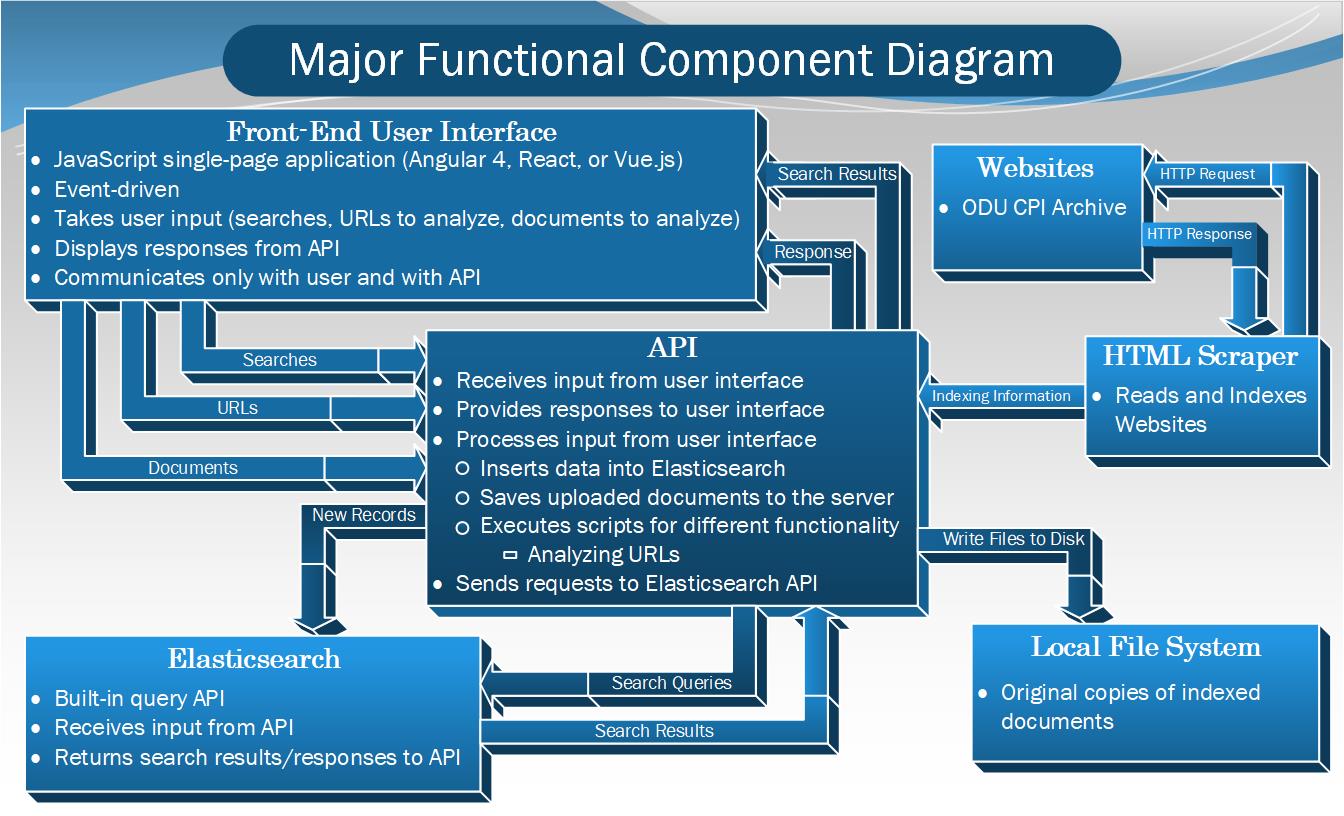 Major Functional Component Diagram
Front-End User Interface
• JavaScript single-page application (Angular 4, React, or Vue.js)
• Event-driven
• Takes user input (searches, URLs to analyze, documents to analyze)
• Displays responses from API
• Communicates only with user and with API
Search Results
Response
Websites
• ODU CPI Archive
HTTP Request
HTTP Response
Searches
URLs
Documents
API
• Receives input from user interface
• Provides responses to user interface
• Processes input from user interface
○ Inserts data into Elasticsearch
○ Saves uploaded documents to the server
○ Executes scripts for different functionality
▭ Analyzing URLs
• Sends requests to Elasticsearch API
Indexing Information
HTML Scraper
• Reads and Indexes
Websites
New Records
Write Files to Disk
Elasticsearch
• Built-in query API
• Receives input from API
• Returns search results/responses to API
Search Queries
Search Results
Local File System
• Original copies of indexed
documents